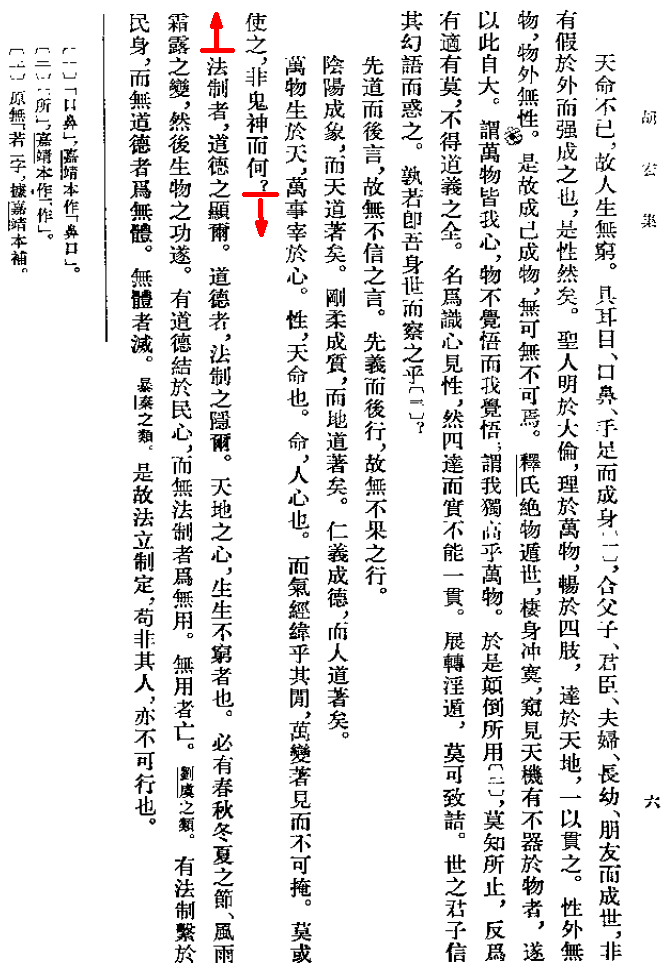 胡宏集
六
天命不已,故人生無窮。具耳目、口鼻、手足而成身〔一〕,合父子、君臣、夫婦、長幼、朋友而成世,非
有假於外而强成之也,是性然矣。聖人明於大倫,理於萬物,暢於四肢,達於天地,一以貫之。性外無
物,物外無性。是故成己成物,無可無不可焉。釋氏絶物遁世,棲身冲寞,窺見天機有不器於物者,遂
以此自大。謂萬物皆我心,物不覺悟而我覺悟,謂我獨高乎萬物。於是顛倒所用〔二〕,莫知所止,反爲
有適有莫,不得道義之全。名爲識心見性,然四達而實不能一貫。展轉淫遁,莫可致詰。世之君子信
其幻語而惑之。孰若卽吾身世而察之乎〔三〕?
先道而後言,故無不信之言。先義而後行,故無不果之行。
陰陽成象,而天道著矣。剛柔成質,而地道著矣。仁義成德,而人道著矣。
萬物生於天,萬事宰於心。性,天命也。命,人心也。而氣經緯乎其間,萬變著見而不可掩。莫或
使之,非鬼神而何?
法制者,道德之顯爾。道德者,法制之隱爾。天地之心,生生不窮者也。必有春秋冬夏之節、風雨
霜露之變,然後生物之功遂。有道德結於民心,而無法制者爲無用。無用者亡。劉虞之類。有法制繫於
民身,而無道德者爲無體。無體者滅。暴秦之類。是故法立制定,苟非其人,亦不可行也。
〔一〕「口鼻」,嘉靖本作「鼻口」。
〔二〕「所」,嘉靖本作「作」。
〔三〕原無「若」字,據嘉靖本補。